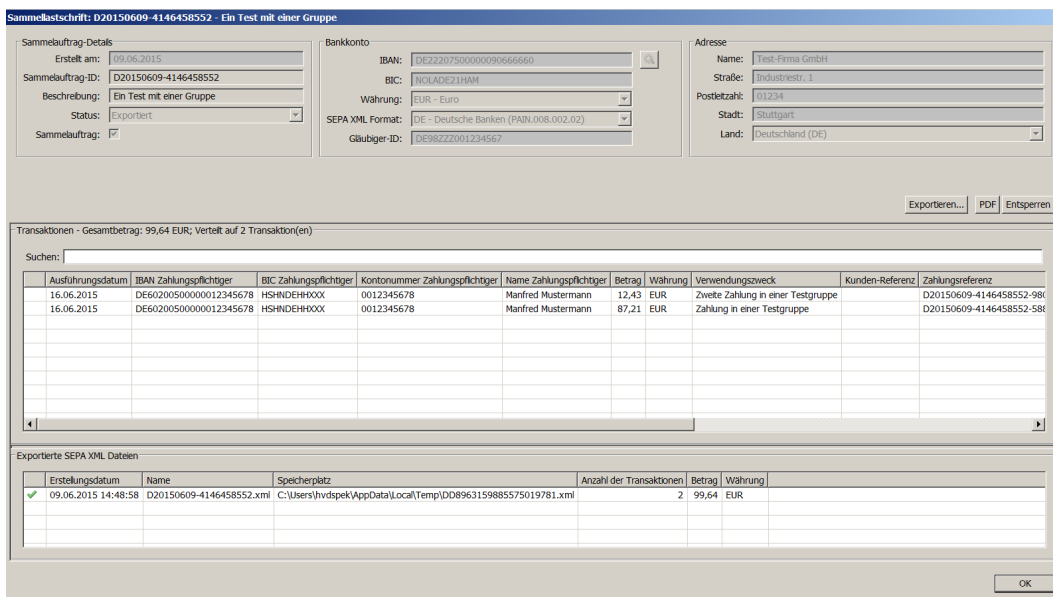 Sammellastschrift: D20150609-4146458552 - Ein Test mit einer Gruppe
Sammelauftrag-Details
Erstellt am: 09.06.2015
Sammelauftrag-ID: D20150609-4146458552
Beschreibung: Ein Test mit einer Gruppe
Status: Exportiert
Sammelauftrag:
Bankkonto
IBAN: DE22207500000090666660
BIC: NOLADE21HAM
Währung: EUR - Euro
SEPA XML Format: DE - Deutsche Banken (PAIN.008.002.02)
Gläubiger-ID: DE98ZZZ001234567
Adresse
Name: Test-Firma GmbH
Straße: Industriestr. 1
Postleitzahl: 01234
Stadt: Stuttgart
Land: Deutschland (DE)
Exportieren... PDF Entsperren
Transaktionen - Gesamtbetrag: 99,64 EUR; Verteilt auf 2 Transaktion(en)
Suchen:
Ausführungsdatum IBAN Zahlungspflichtiger BIC Zahlungspflichtiger Kontonummer Zahlungspflichtiger Name Zahlungspflichtiger Betrag Währung Verwendungszweck Kunden-Referenz Zahlungsreferenz
16.06.2015 DE60200500000012345678 HSHNDEHHXXX 0012345678 Manfred Mustermann 12,43 EUR Zweite Zahlung in einer Testgruppe D20150609-4146458552-980
16.06.2015 DE60200500000012345678 HSHNDEHHXXX 0012345678 Manfred Mustermann 87,21 EUR Zahlung in einer Testgruppe D20150609-4146458552-588
Exportierte SEPA XML Dateien
Erstellungsdatum Name Speicherplatz Anzahl der Transaktionen Betrag Währung
09.06.2015 14:48:58 D20150609-4146458552.xml C:\Users\hvdspek\AppData\Local\Temp\DD8963159885575019781.xml 2 99,64 EUR
OK